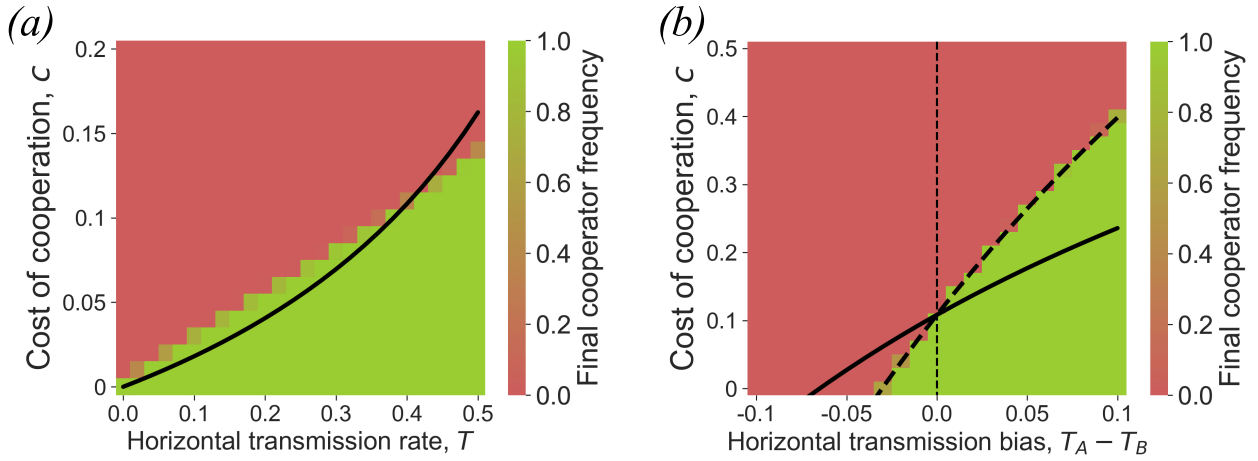 (a)
Cost of cooperation, c
0.2
0.15
0.1
0.05
0
0.0 0.1 0.2 0.3 0.4 0.5
Horizontal transmission rate, T
1.0
0.8
0.6
0.4
0.2
0.0
Final cooperator frequency
(b)
Cost of cooperation, c
0.5
0.4
0.3
0.2
0.1
0
-0.1 -0.05 0.0 0.05 0.1
Horizontal transmission bias, T_A − T_B
1.0
0.8
0.6
0.4
0.2
0.0
Final cooperator frequency